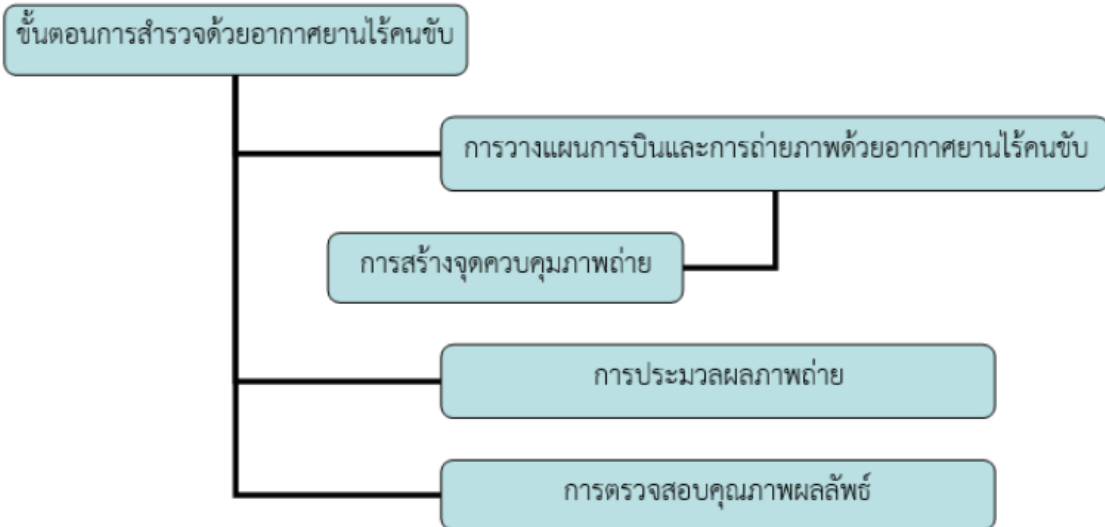 ขั้นตอนการสำรวจด้วยอากาศยานไร้คนขับ
การวางแผนการบินและการถ่ายภาพด้วยอากาศยานไร้คนขับ
การสร้างจุดควบคุมภาพถ่าย
การประมวลผลภาพถ่าย
การตรวจสอบคุณภาพผลลัพธ์